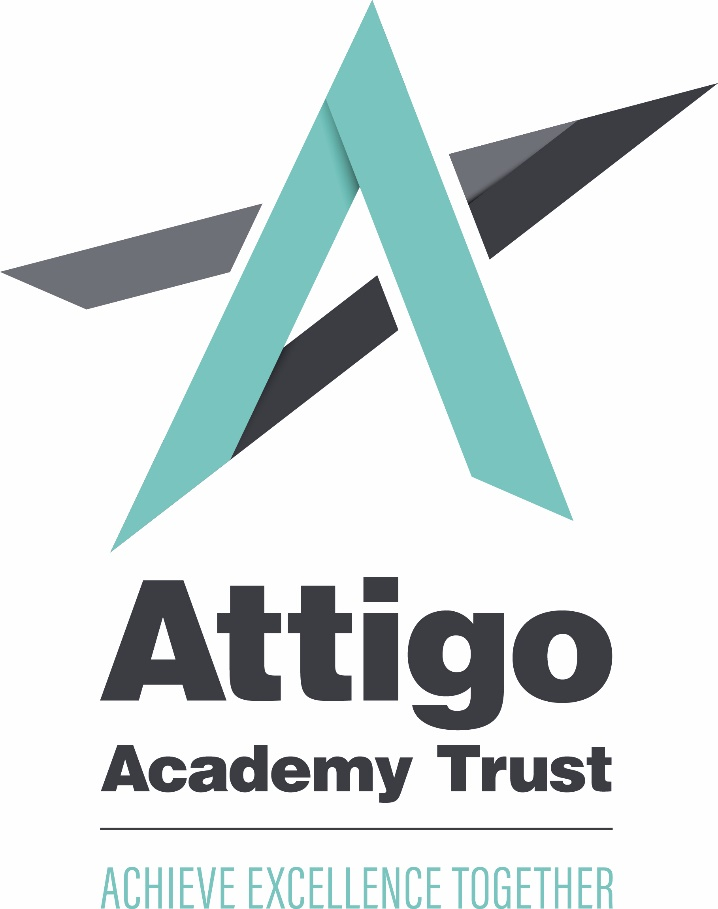 Attigo
Academy Trust
ACHIEVE EXCELLENCE TOGETHER